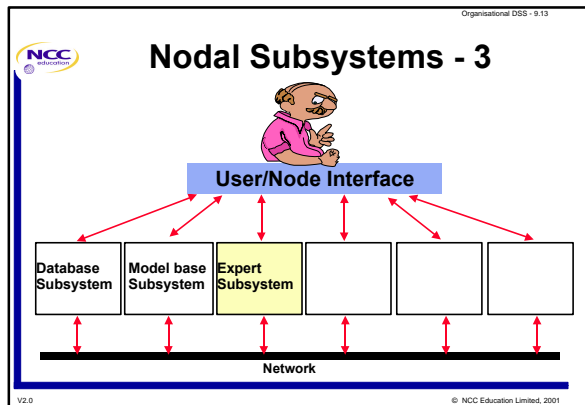 Organisational DSS - 9.13
NCC
education
Nodal Subsystems - 3
User/Node Interface
Database
Subsystem
Model base
Subsystem
Expert
Subsystem
Network
V2.0
© NCC Education Limited, 2001